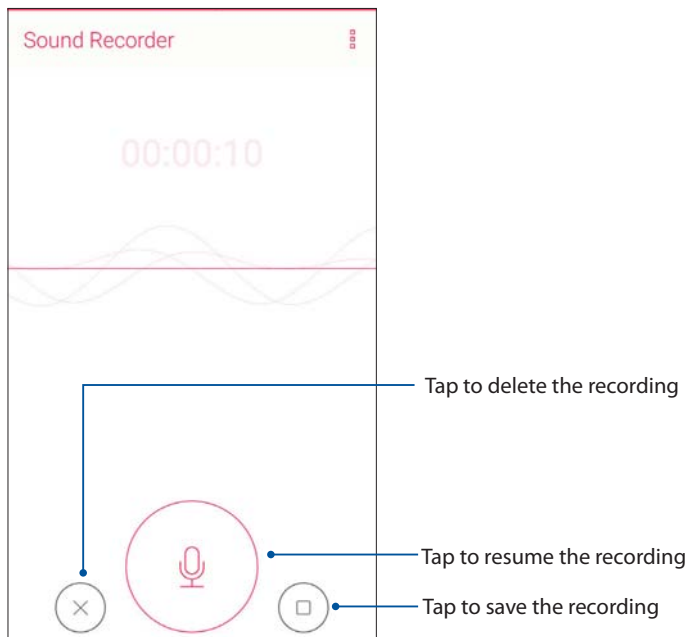 Sound Recorder
00:00:10
Tap to delete the recording
Tap to resume the recording
Tap to save the recording